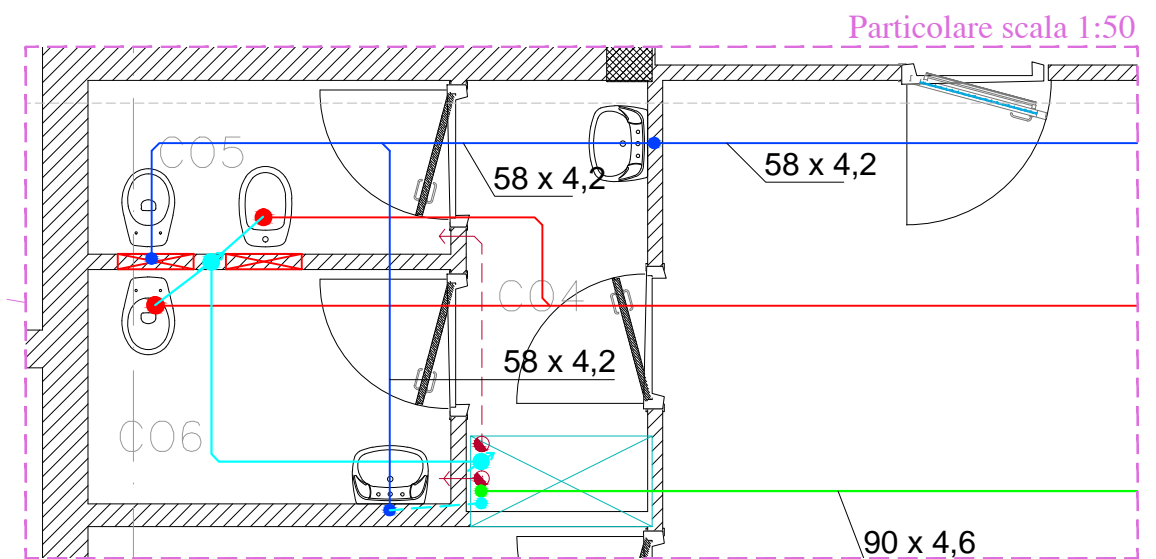 Particolare scala 1:50
C05
58 x 4,2
58 x 4,2
C04
58 x 4,2
C06
90 x 4,6